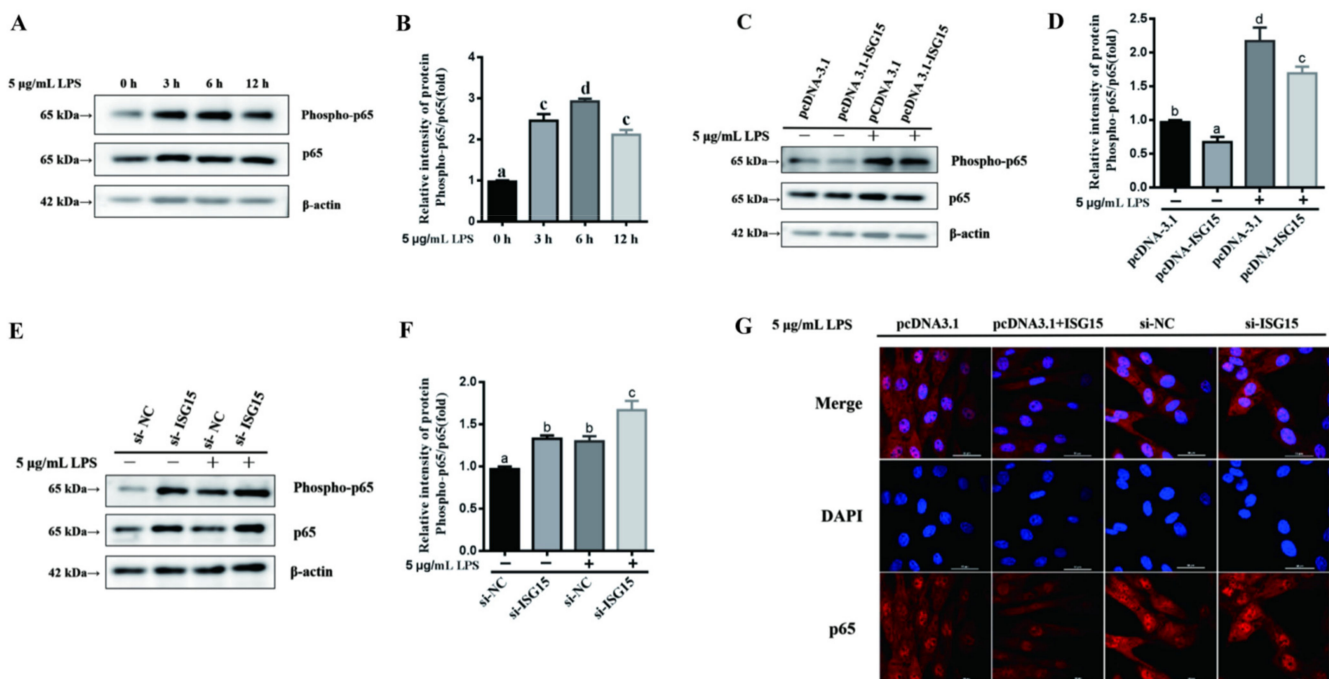 A
5 μg/mL LPS 0 h 3 h 6 h 12 h
65 kDa→ Phospho-p65
65 kDa→ p65
42 kDa→ β-actin
B
Relative intensity of protein
Phospho-p65/p65(fold)
4
3
2
1
0
a c d c
5 μg/mL LPS 0 h 3 h 6 h 12 h
C
pcDNA-3.1 pcDNA 3.1-ISG15 pCDNA 3.1 pcDNA 3.1-ISG15
5 μg/mL LPS − − + +
65 kDa→ Phospho-p65
65 kDa→ p65
42 kDa→ β-actin
D
Relative intensity of protein
Phospho-p65/p65(fold)
2.5
2.0
1.5
1.0
0.5
0.0
b a d c
5 μg/mL LPS − − + +
pcDNA-3.1 pcDNA-ISG15 pcDNA-3.1 pcDNA-ISG15
E
si- NC si- ISG15 si- NC si- ISG15
5 μg/mL LPS − − + +
65 kDa→ Phospho-p65
65 kDa→ p65
42 kDa→ β-actin
F
Relative intensity of protein
Phospho-p65/p65(fold)
2.0
1.5
1.0
0.5
0.0
a b b c
− − + + 5 μg/mL LPS
si-NC si-ISG15 si-NC si-ISG15
G
5 μg/mL LPS pcDNA3.1 pcDNA3.1+ISG15 si-NC si-ISG15
Merge
DAPI
p65